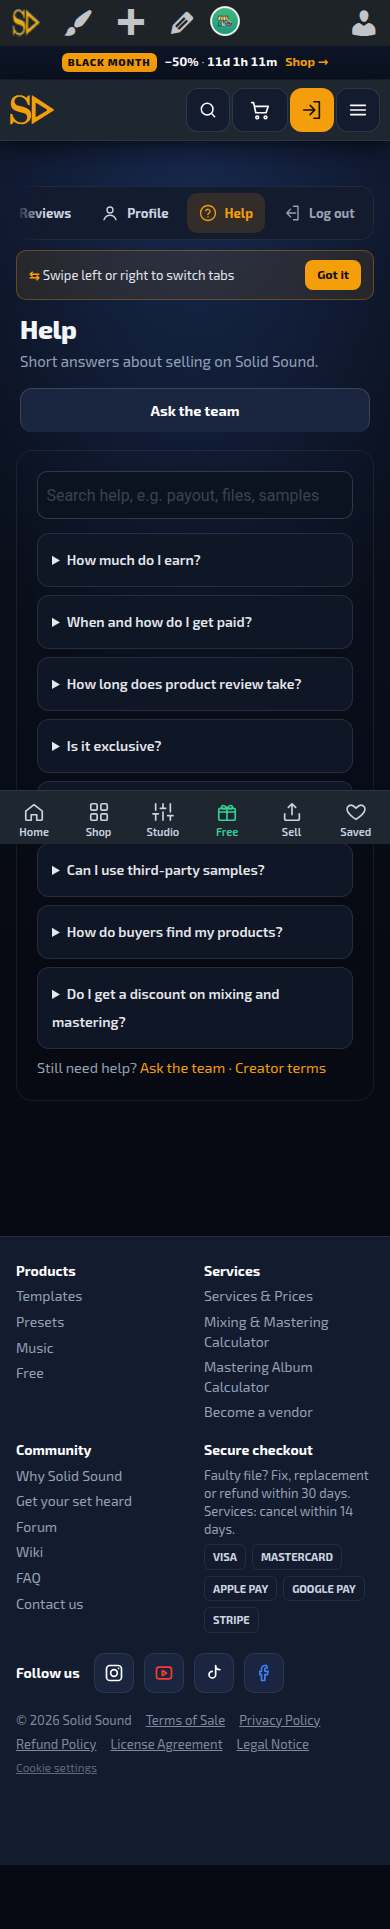 BLACK MONTH −50% · 11d 1h 11m Shop →
Reviews Profile Help Log out
⇆ Swipe left or right to switch tabs Got it
Help
Short answers about selling on Solid Sound.
Ask the team
Search help, e.g. payout, files, samples
▶ How much do I earn?
▶ When and how do I get paid?
▶ How long does product review take?
▶ Is it exclusive?
Home Shop Studio Free Sell Saved
▶ Can I use third-party samples?
▶ How do buyers find my products?
▶ Do I get a discount on mixing and
mastering?
Still need help? Ask the team · Creator terms
Products
Templates
Presets
Music
Free
Services
Services & Prices
Mixing & Mastering
Calculator
Mastering Album
Calculator
Become a vendor
Community
Why Solid Sound
Get your set heard
Forum
Wiki
FAQ
Contact us
Secure checkout
Faulty file? Fix, replacement
or refund within 30 days.
Services: cancel within 14
days.
VISA MASTERCARD
APPLE PAY GOOGLE PAY
STRIPE
Follow us
© 2026 Solid Sound Terms of Sale Privacy Policy
Refund Policy License Agreement Legal Notice
Cookie settings